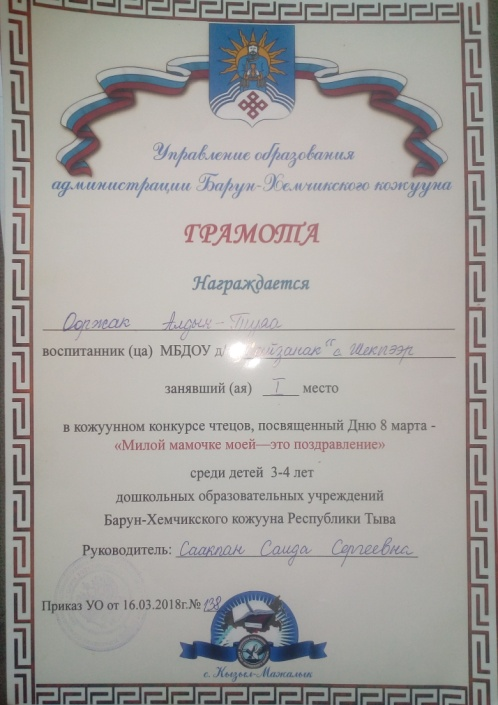 Управление образования
администрации Барун-Хемчикского кожууна
ГРАМОТА
Награждается
Ооржак Алдын-Туяа
воспитанник (ца) МБДОУ д/ с. Шекпээр
занявший (ая) I место
в кожуунном конкурсе чтецов, посвященный Дню 8 марта -
«Милой мамочке моей—это поздравление»
среди детей 3-4 лет
дошкольных образовательных учреждений
Барун-Хемчикского кожууна Республики Тыва
Руководитель: Саакпан Саида Сергеевна
Приказ УО от 16.03.2018г.№ 138
с. Кызыл-Мажалык